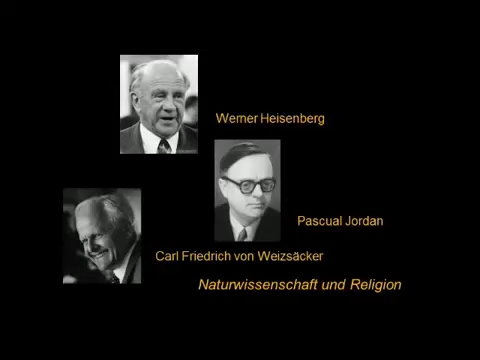 Werner Heisenberg
Pascual Jordan
Carl Friedrich von Weizsäcker
Naturwissenschaft und Religion